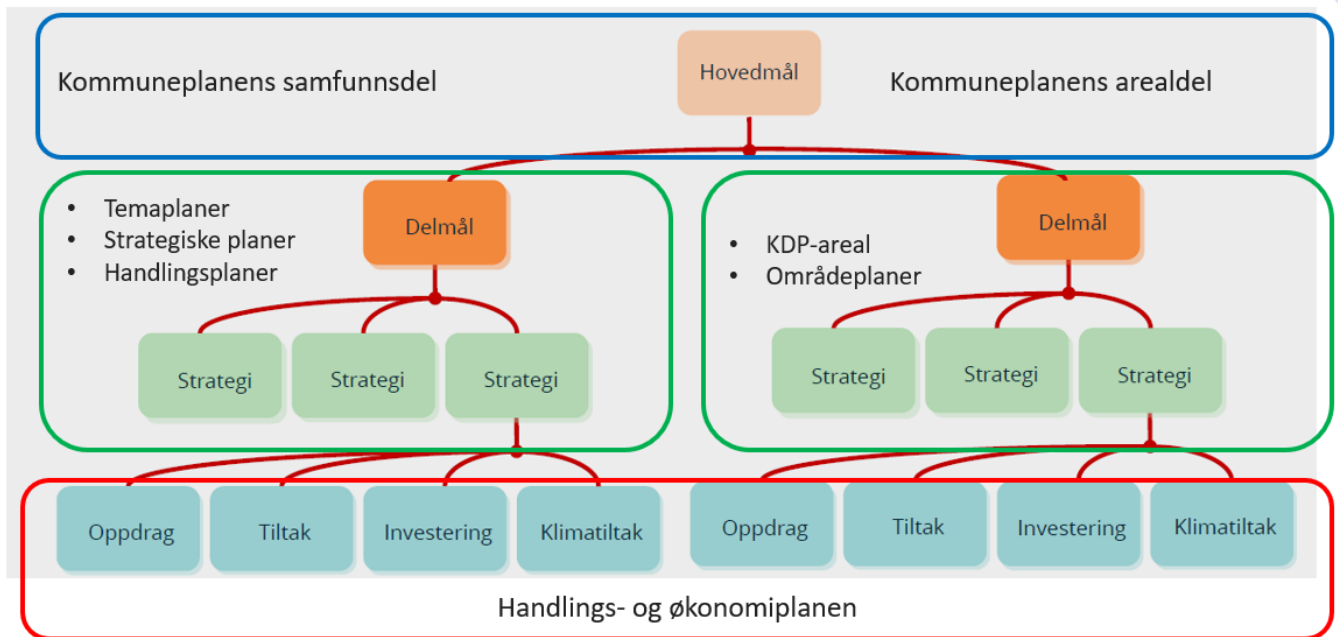 Hovedmål
Kommuneplanens samfunnsdel
Kommuneplanens arealdel
• Temaplaner
• Strategiske planer
• Handlingsplaner
Delmål
Delmål
• KDP-areal
• Områdeplaner
Strategi
Strategi
Strategi
Strategi
Strategi
Strategi
Oppdrag
Tiltak
Investering
Klimatiltak
Oppdrag
Tiltak
Investering
Klimatiltak
Handlings- og økonomiplanen